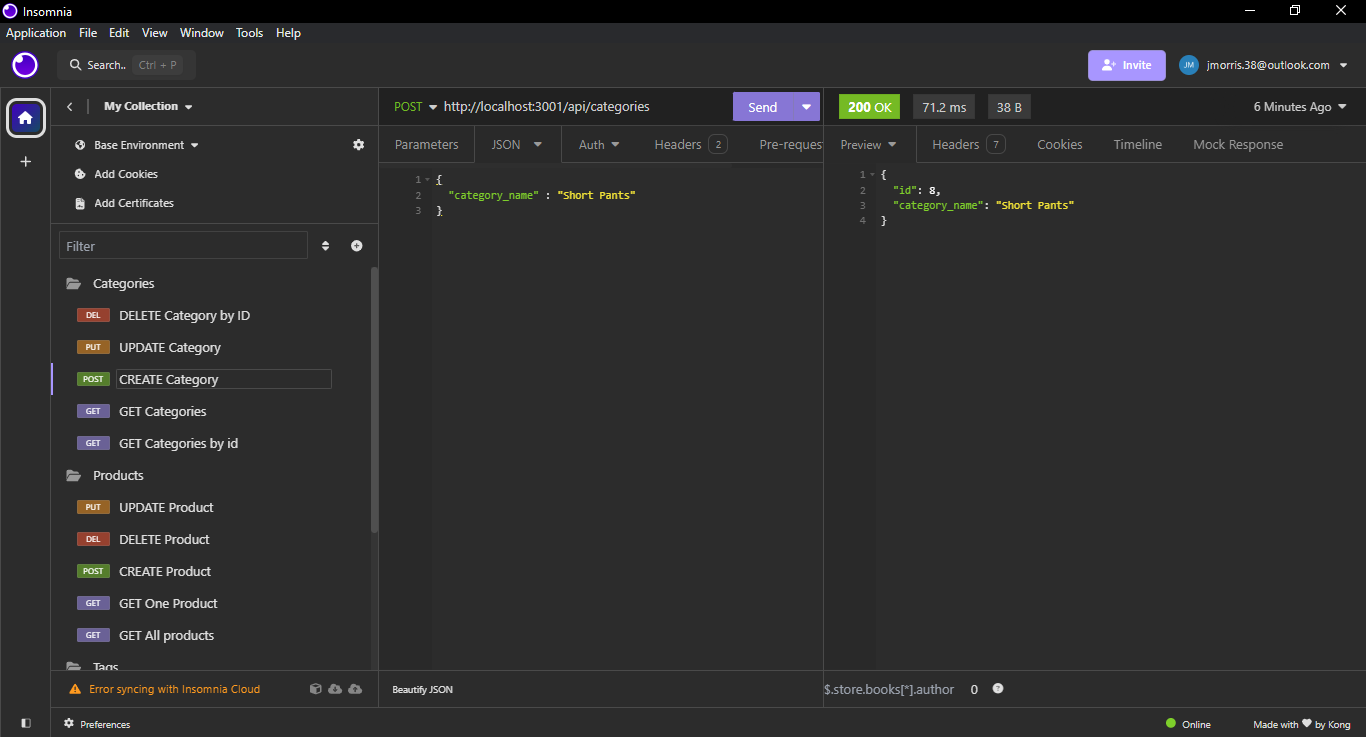 Insomnia
Application File Edit View Window Tools Help
Search.. Ctrl + P
Invite JM jmorris.38@outlook.com
My Collection
Base Environment
Add Cookies
Add Certificates
Filter
Categories
DEL DELETE Category by ID
PUT UPDATE Category
POST CREATE Category
GET GET Categories
GET GET Categories by id
Products
PUT UPDATE Product
DEL DELETE Product
POST CREATE Product
GET GET One Product
GET GET All products
Tags
Error syncing with Insomnia Cloud
POST http://localhost:3001/api/categories Send
Parameters JSON Auth Headers 2 Pre-reques
1 {
2 "category_name" : "Short Pants"
3 }
Beautify JSON
200 OK 71.2 ms 38 B 6 Minutes Ago
Preview Headers 7 Cookies Timeline Mock Response
1 {
2 "id": 8,
3 "category_name": "Short Pants"
4 }
$.store.books[*].author 0
Preferences
Online Made with by Kong